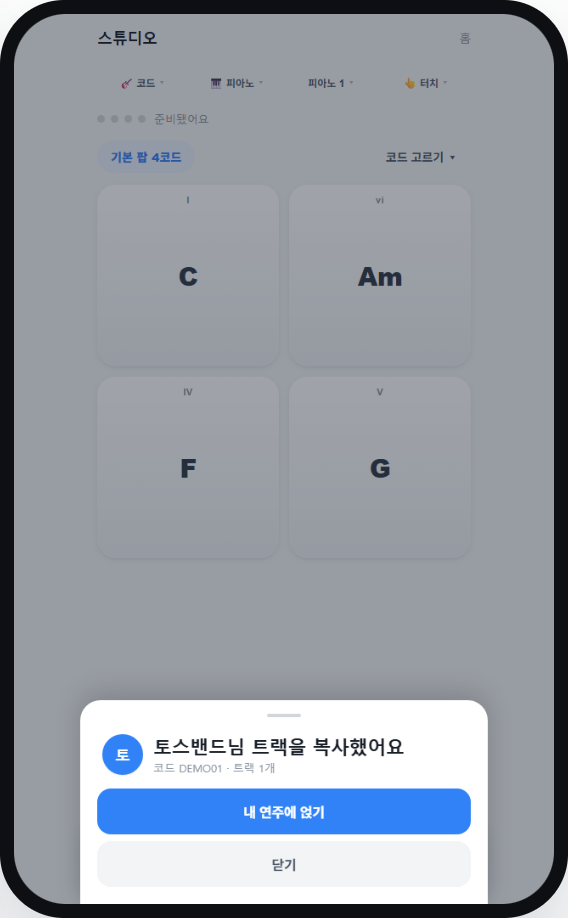 스튜디오 홈
🎸 코드 🎹 피아노 피아노 1 👆 터치
준비됐어요
기본 팝 4코드 코드 고르기 ▾
I vi
C Am
IV V
F G
토 토스밴드님 트랙을 복사했어요
코드 DEMO01 · 트랙 1개
내 연주에 얹기
닫기